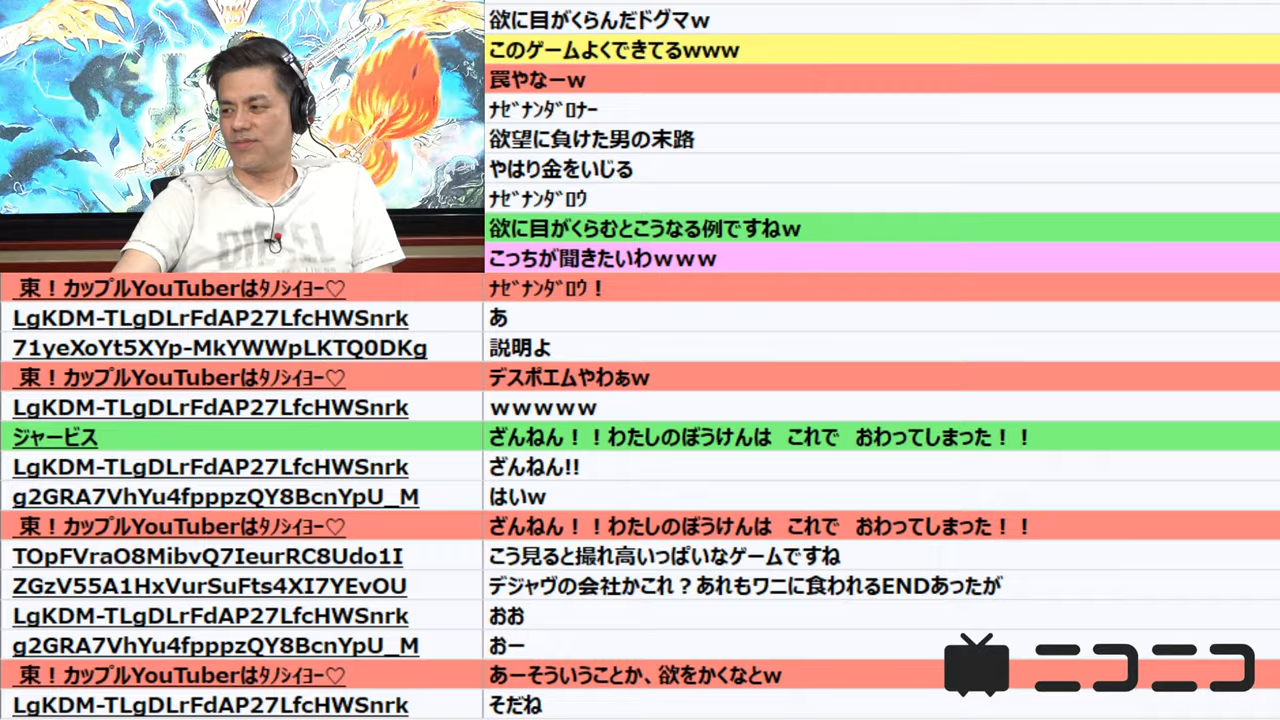 欲に目がくらんだドグマｗ
このゲームよくできてるwww
罠やなーｗ
ﾅｾﾞﾅﾝﾀﾞﾛﾅｰ
欲望に負けた男の末路
やはり金をいじる
ﾅｾﾞﾅﾝﾀﾞﾛｳ
欲に目がくらむとこうなる例ですねｗ
こっちが聞きたいわｗｗｗ
東！カップルYouTuberはﾀﾉｼｲﾖｰ♡ ﾅｾﾞﾅﾝﾀﾞﾛｳ！
LgKDM-TLgDLrFdAP27LfcHWSnrk あ
71yeXoYt5XYp-MkYWWpLKTQ0DKg 説明よ
東！カップルYouTuberはﾀﾉｼｲﾖｰ♡ デスポエムやわぁｗ
LgKDM-TLgDLrFdAP27LfcHWSnrk ｗｗｗｗｗ
ジャービス ざんねん！！わたしのぼうけんは　これで　おわってしまった！！
LgKDM-TLgDLrFdAP27LfcHWSnrk ざんねん!!
g2GRA7VhYu4fpppzQY8BcnYpU_M はいｗ
東！カップルYouTuberはﾀﾉｼｲﾖｰ♡ ざんねん！！わたしのぼうけんは　これで　おわってしまった！！
TOpFVraO8MibvQ7IeurRC8Udo1I こう見ると撮れ高いっぱいなゲームですね
ZGzV55A1HxVurSuFts4XI7YEvOU デジャヴの会社かこれ？あれもワニに食われるENDあったが
LgKDM-TLgDLrFdAP27LfcHWSnrk おお
g2GRA7VhYu4fpppzQY8BcnYpU_M おー
東！カップルYouTuberはﾀﾉｼｲﾖｰ♡ あーそういうことか、欲をかくなとｗ
LgKDM-TLgDLrFdAP27LfcHWSnrk そだね
ニコニコ